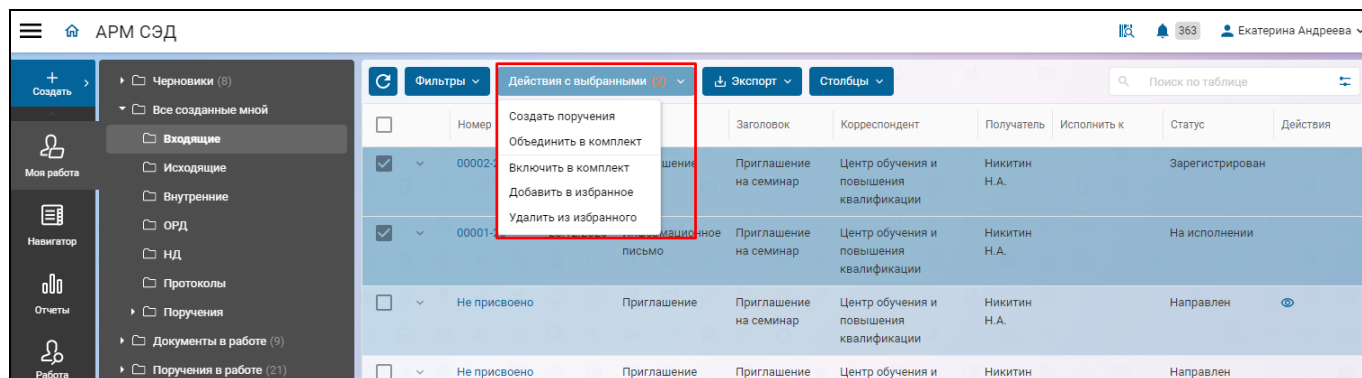 АРМ СЭД
363
Екатерина Андреева
Создать
Моя работа
Навигатор
Отчеты
Работа
Черновики (8)
Все созданные мной
Входящие
Исходящие
Внутренние
ОРД
НД
Протоколы
Поручения
Документы в работе (9)
Поручения в работе (21)
Фильтры
Действия с выбранными (2)
Экспорт
Столбцы
Поиск по таблице
Создать поручения
Объединить в комплект
Включить в комплект
Добавить в избранное
Удалить из избранного
Номер
Заголовок
Корреспондент
Получатель
Исполнить к
Статус
Действия
Приглашение
на семинар
Центр обучения и
повышения
квалификации
Никитин
Н.А.
Зарегистрирован
письмо
Приглашение
на семинар
Центр обучения и
повышения
квалификации
Никитин
Н.А.
На исполнении
Не присвоено
Приглашение
Приглашение
на семинар
Центр обучения и
повышения
квалификации
Никитин
Н.А.
Направлен
Не присвоено
Приглашение
Приглашение
Центр обучения и
Никитин
Направлен